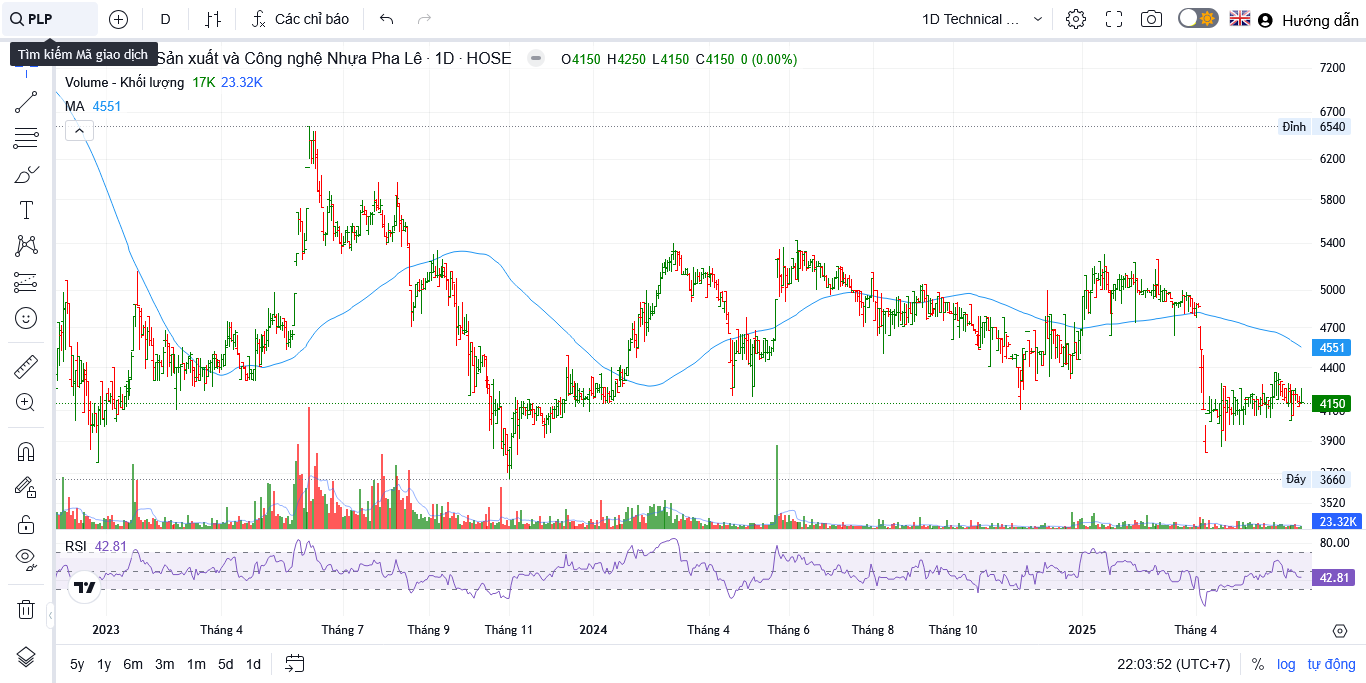 PLP D Các chỉ báo 1D Technical ... Hướng dẫn
Tìm kiếm Mã giao dịch
Sản xuất và Công nghệ Nhựa Pha Lê · 1D · HOSE O4150 H4250 L4150 C4150 0 (0.00%)
Volume - Khối lượng 17K 23.32K
MA 4551
7200
6700
Đỉnh 6540
6200
5800
5400
5000
4700
4551
4400
4150
3900
Đáy 3660
3520
23.32K
80.00
RSI 42.81
42.81
2023 Tháng 4 Tháng 7 Tháng 9 Tháng 11 2024 Tháng 4 Tháng 6 Tháng 8 Tháng 10 2025 Tháng 4
5y 1y 6m 3m 1m 5d 1d 22:03:52 (UTC+7) % log tự động